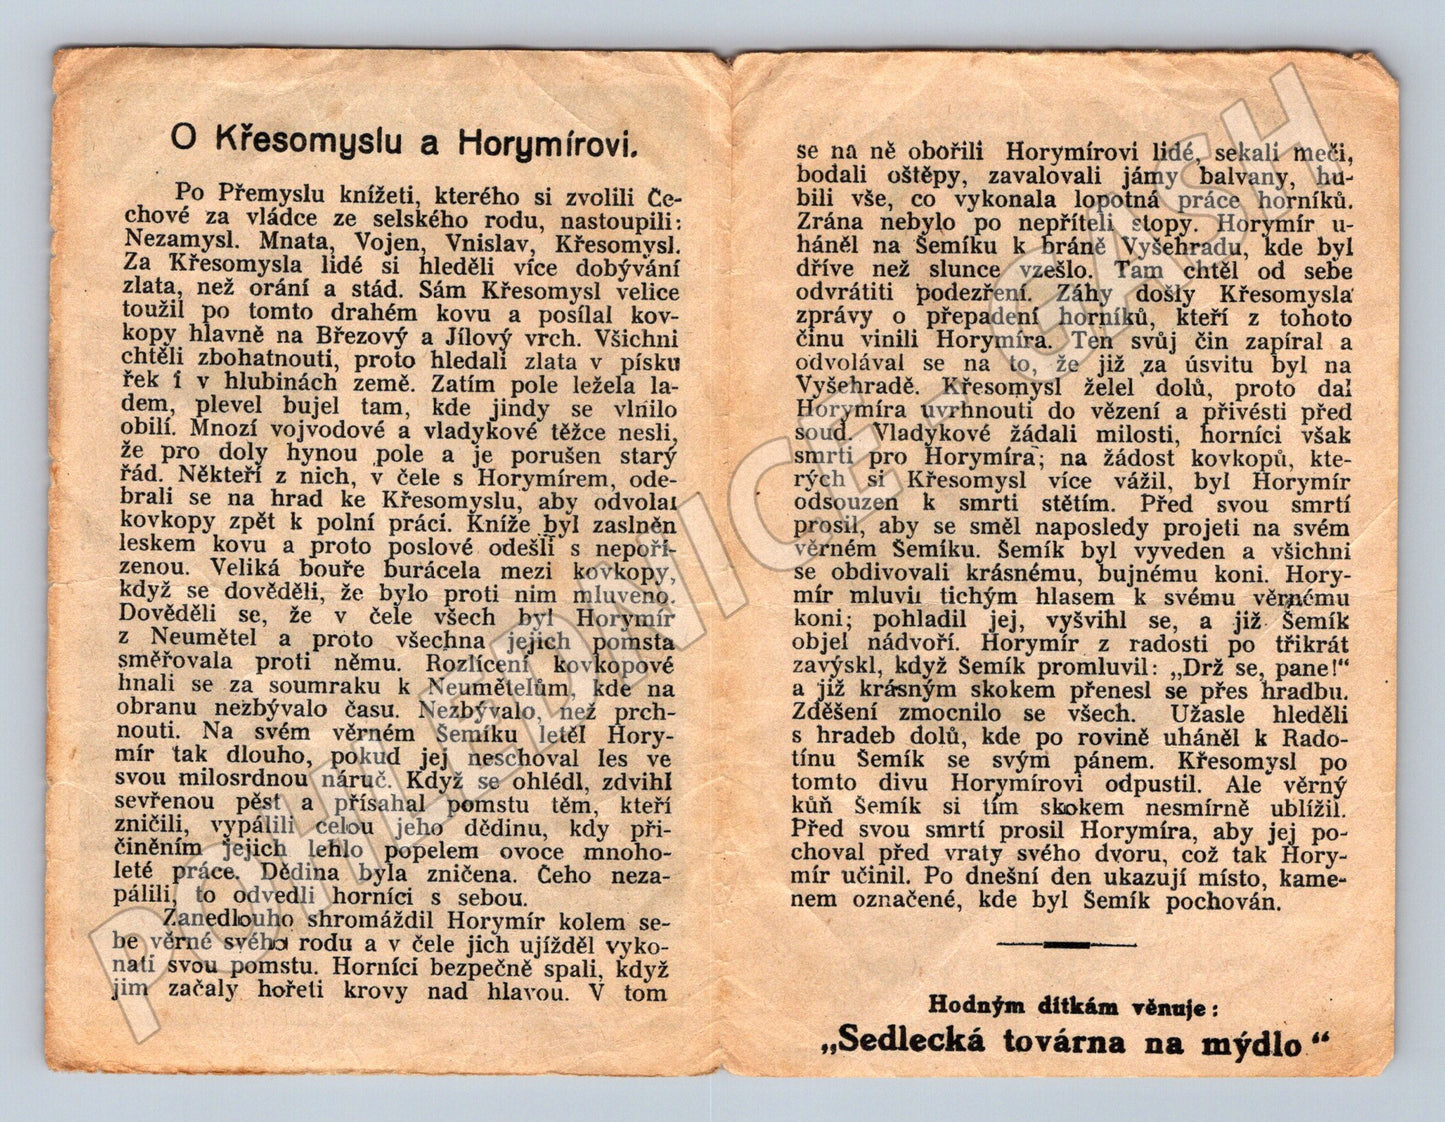 O Křesomyslu a Horymírovi.
Po Přemyslu knížeti, kterého si zvolili Če-
chové za vládce ze selského rodu, nastoupili:
Nezamysl. Mnata, Vojen, Vnislav, Křesomysl.
Za Křesomysla lidé si hleděli více dobývání
zlata, než orání a stád. Sám Křesomysl velice
toužil po tomto drahém kovu a posílal kov-
kopy hlavně na Březový a Jílový vrch. Všichni
chtěli zbohatnouti, proto hledali zlata v písku
řek i v hlubinách země. Zatím pole ležela la-
dem, plevel bujel tam, kde jindy se vlnilo
obilí. Mnozí vojvodové a vladykové těžce nesli,
že pro doly hynou pole a je porušen starý
řád. Někteří z nich, v čele s Horymírem, ode-
brali se na hrad ke Křesomyslu, aby odvolal
kovkopy zpět k polní práci. Kníže byl zaslněn
leskem kovu a proto poslové odešli s nepoří-
zenou. Veliká bouře burácela mezi kovkopy,
když se dověděli, že bylo proti nim mluveno.
Dověděli se, že v čele všech byl Horymír
z Neumětel a proto všechna jejich pomsta
směřovala proti němu. Rozlícení kovkopové
hnali se za soumraku k Neumětelům, kde na
obranu nezbývalo času. Nezbývalo, než prch-
nouti. Na svém věrném Šemíku letěl Hory-
mír tak dlouho, pokud jej neschoval les ve
svou milosrdnou náruč. Když se ohlédl, zdvihl
sevřenou pěst a přísahal pomstu těm, kteří
zničili, vypálili celou jeho dědinu, kdy při-
činěním jejich lehlo popelem ovoce mnoho-
leté práce. Dědina byla zničena. Čeho neza-
pálili, to odvedli horníci s sebou.
Zanedlouho shromáždil Horymír kolem se-
be věrné svého rodu a v čele jich ujížděl vyko-
nati svou pomstu. Horníci bezpečně spali, když
jim začaly hořeti krovy nad hlavou. V tom
se na ně obořili Horymírovi lidé, sekali meči,
bodali oštěpy, zavalovali jámy balvany, hu-
bili vše, co vykonala lopotná práce horníků.
Zrána nebylo po nepříteli stopy. Horymír u-
háněl na Šemíku k bráně Vyšehradu, kde byl
dříve než slunce vzešlo. Tam chtěl od sebe
odvrátiti podezření. Záhy došly Křesomysla
zprávy o přepadení horníků, kteří z tohoto
činu vinili Horymíra. Ten svůj čin zapíral a
odvolával se na to, že již za úsvitu byl na
Vyšehradě. Křesomysl želel dolů, proto dal
Horymíra uvrhnouti do vězení a přivésti před
soud. Vladykové žádali milosti, horníci však
smrti pro Horymíra; na žádost kovkopů, kte-
rých si Křesomysl více vážil, byl Horymír
odsouzen k smrti stětím. Před svou smrtí
prosil, aby se směl naposledy projeti na svém
věrném Šemíku. Šemík byl vyveden a všichni
se obdivovali krásnému, bujnému koni. Hory-
mír mluvil tichým hlasem k svému věrnému
koni; pohladil jej, vyšvihl se, a již Šemík
objel nádvoří. Horymír z radosti po třikrát
zavýskl, když Šemík promluvil: „Drž se, pane!“
a již krásným skokem přenesl se přes hradbu.
Zděšení zmocnilo se všech. Užasle hleděli
s hradeb dolů, kde po rovině uháněl k Rado-
tínu Šemík se svým pánem. Křesomysl po
tomto divu Horymírovi odpustil. Ale věrný
kůň Šemík si tím skokem nesmírně ublížil.
Před svou smrtí prosil Horymíra, aby jej po-
choval před vraty svého dvoru, což tak Hory-
mír učinil. Po dnešní den ukazují místo, kame-
nem označené, kde byl Šemík pochován.
Hodným dítkám věnuje:
„Sedlecká továrna na mýdlo“
POHLEDNICE-CASH